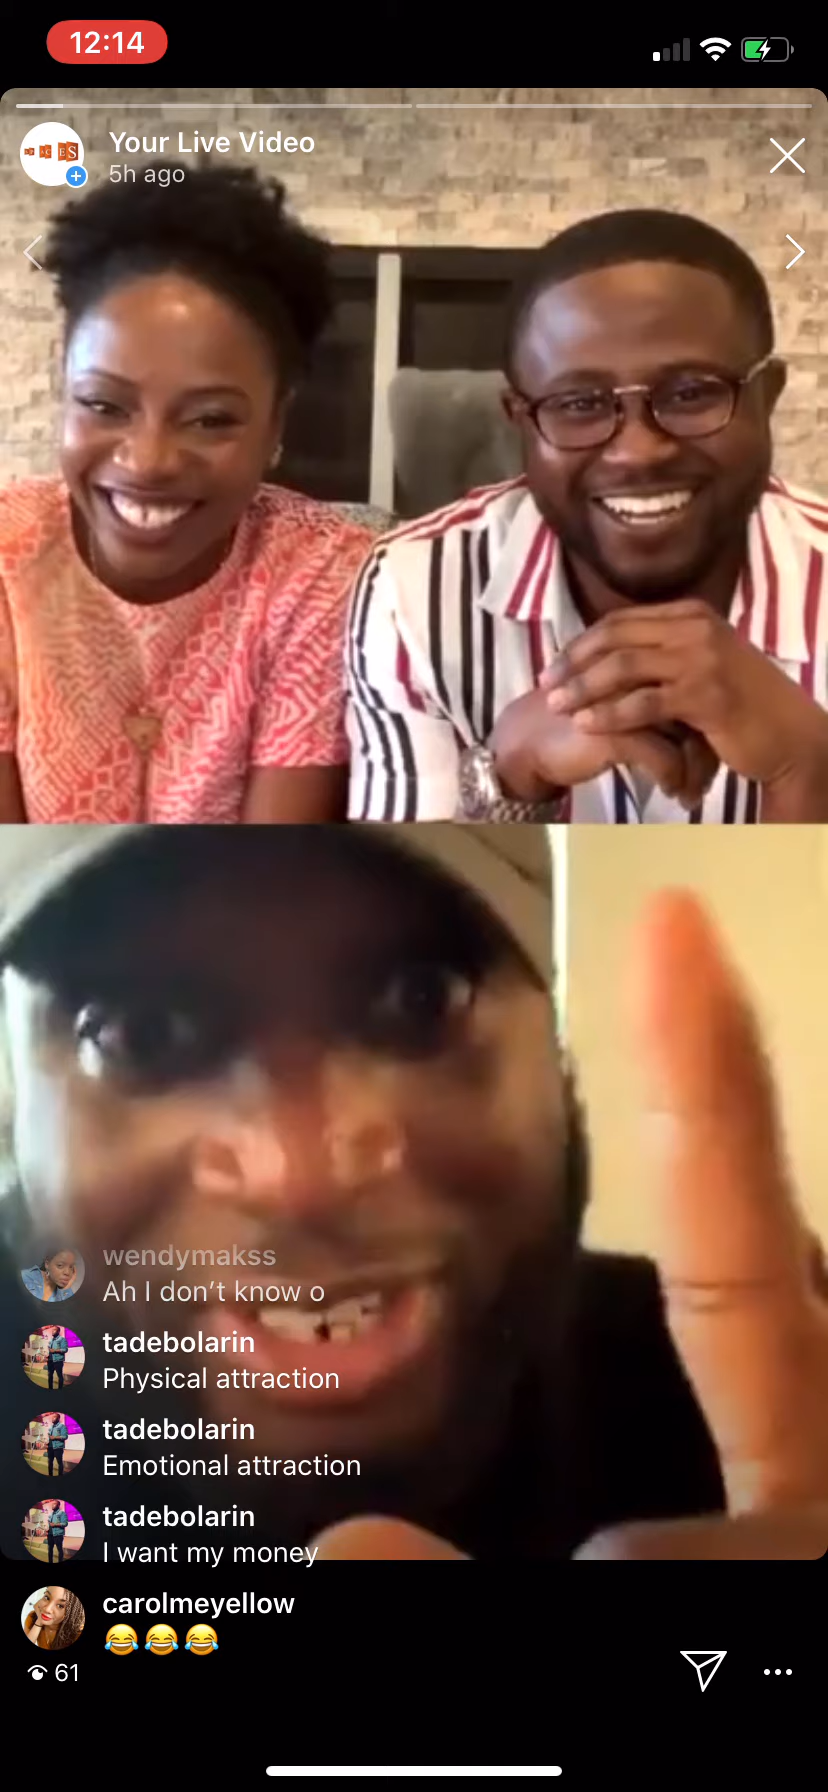 12:14
Your Live Video
5h ago
wendymakss
Ah I don't know o
tadebolarin
Physical attraction
tadebolarin
Emotional attraction
tadebolarin
I want my money
carolmeyellow
😂😂😂
61